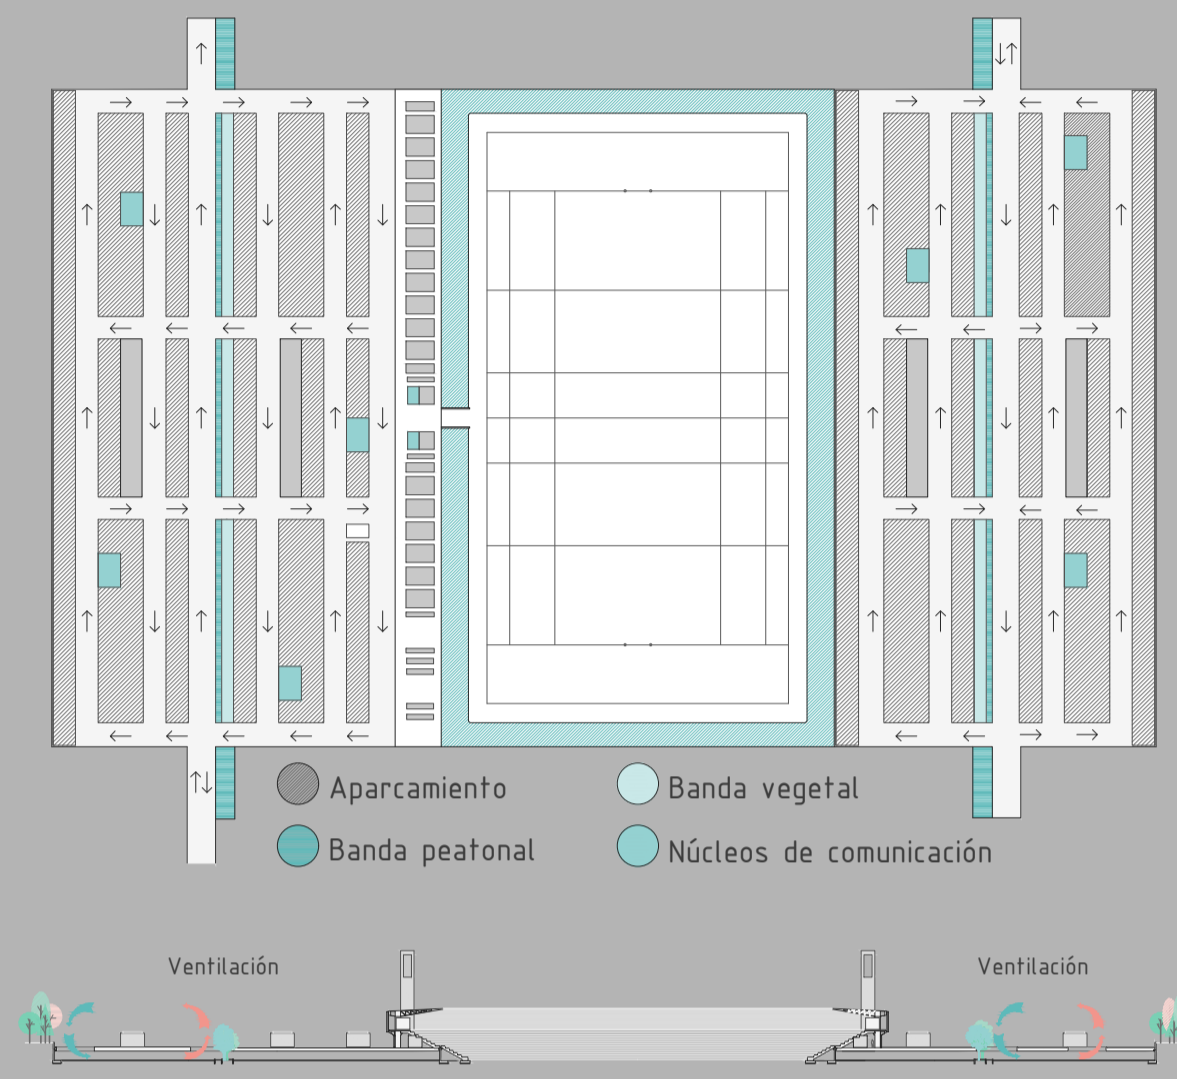 Aparcamiento
Banda vegetal
Banda peatonal
Núcleos de comunicación
Ventilación
Ventilación